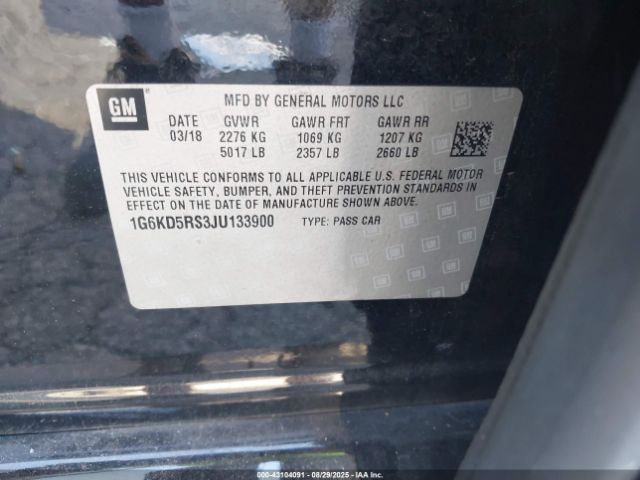 GM
MFD BY GENERAL MOTORS LLC
DATE GVWR GAWR FRT GAWR RR
03/18 2276 KG 1069 KG 1207 KG
5017 LB 2357 LB 2660 LB
THIS VEHICLE CONFORMS TO ALL APPLICABLE U.S. FEDERAL MOTOR
VEHICLE SAFETY, BUMPER, AND THEFT PREVENTION STANDARDS IN
EFFECT ON THE DATE OF MANUFACTURE SHOWN ABOVE.
1G6KD5RS3JU133900 TYPE: PASS CAR
000-43104091 - 08/29/2025 - IAAI.COM